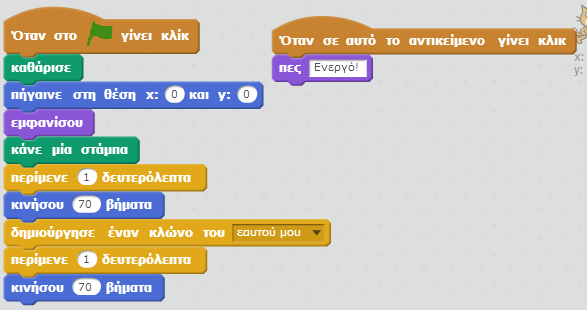 Όταν στο γίνει κλίκ
καθάρισε
πήγαινε στη θέση x: 0 και y: 0
εμφανίσου
κάνε μία στάμπα
περίμενε 1 δευτερόλεπτα
κινήσου 70 βήματα
δημιούργησε έναν κλώνο του εαυτού μου
περίμενε 1 δευτερόλεπτα
κινήσου 70 βήματα
Όταν σε αυτό το αντικείμενο γίνει κλικ
πες Ενεργό!
x:
y: